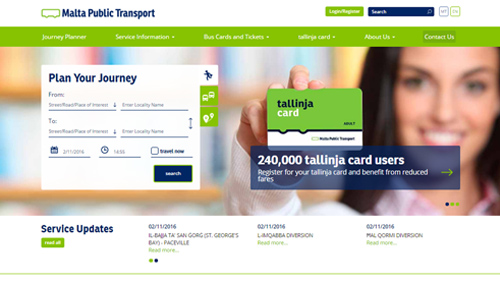 Malta Public Transport
Login/Register
Search
MT
EN
Journey Planner
Service Information
Bus Cards and Tickets
tallinja card
About Us
Contact Us
Plan Your Journey
From:
Street/Road/Place of Interest
Enter Locality Name
To:
Street/Road/Place of Interest
Enter Locality Name
2/11/2016
14:55
travel now
search
tallinja
card
ADULT
Malta Public Transport
240,000 tallinja card users
Register for your tallinja card and benefit from reduced
fares
Service Updates
read all
02/11/2016
IL-BAJJA TA' SAN ĠORĠ (ST. GEORGE'S
BAY) - PACEVILLE
Read more...
02/11/2016
L-IMQABBA DIVERSION
Read more...
02/11/2016
ĦAL QORMI DIVERSION
Read more...